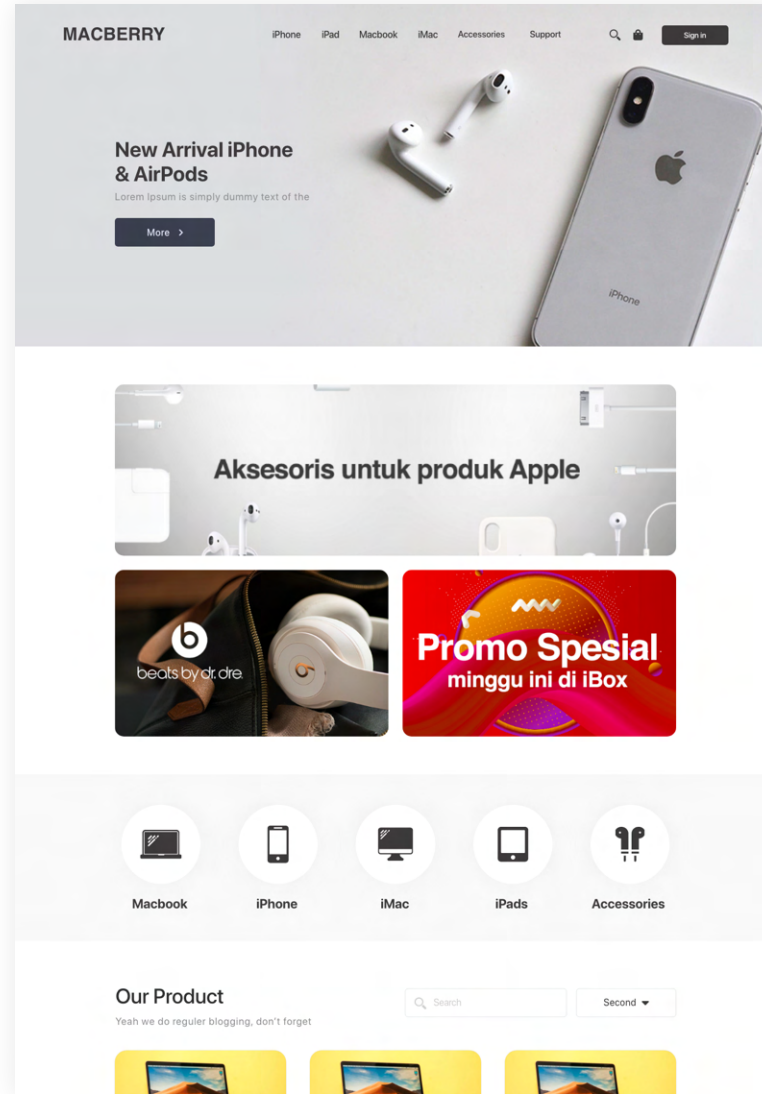 MACBERRY
iPhone iPad Macbook iMac Accessories Support Sign in
New Arrival iPhone
& AirPods
Lorem Ipsum is simply dummy text of the
More
iPhone
Aksesoris untuk produk Apple
beats by dr. dre.
Promo Spesial
minggu ini di iBox
Macbook iPhone iMac iPads Accessories
Our Product
Yeah we do reguler blogging, don't forget
Search
Second